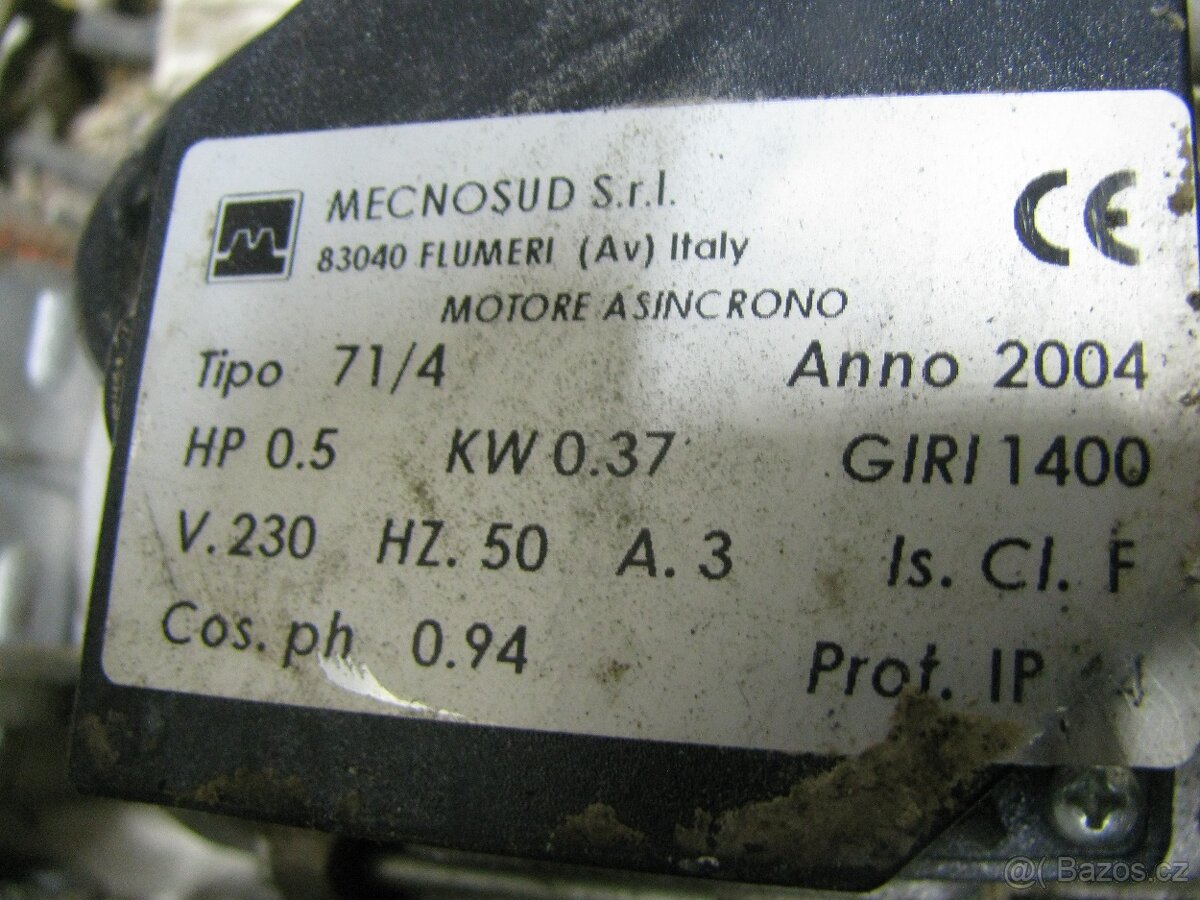 MECNOSUD S.r.l.
83040 FLUMERI (Av) Italy
CE
MOTORE ASINCRONO
Tipo 71/4 Anno 2004
HP 0.5 KW 0.37 GIRI 1400
V. 230 HZ. 50 A. 3 Is. Cl. F
Cos. ph 0.94 Prot. IP
@( Bazos.cz